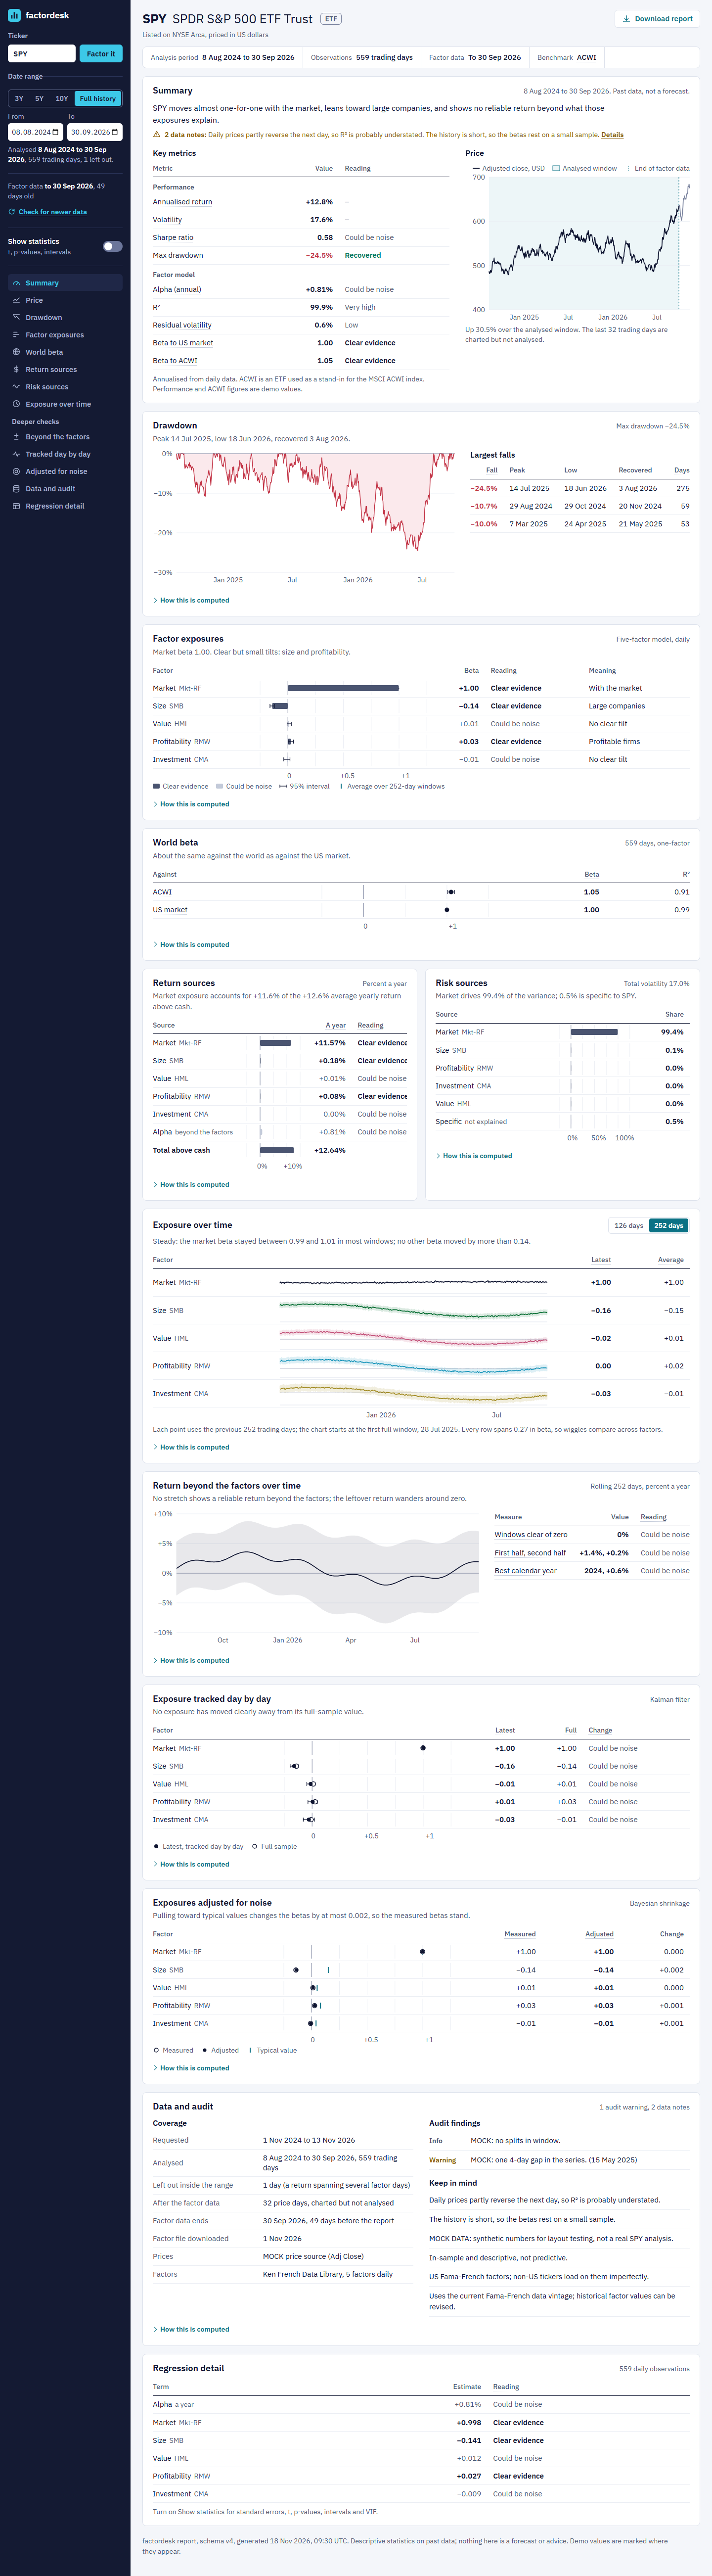 factordesk
Ticker
SPY
Factor it
Date range
3Y 5Y 10Y Full history
From To
08.08.2024 30.09.2026
Analysed 8 Aug 2024 to 30 Sep
2026, 559 trading days, 1 left out.
Factor data to 30 Sep 2026, 49
days old
Check for newer data
Show statistics
t, p-values, intervals
Summary
Price
Drawdown
Factor exposures
World beta
Return sources
Risk sources
Exposure over time
Deeper checks
Beyond the factors
Tracked day by day
Adjusted for noise
Data and audit
Regression detail
SPY SPDR S&P 500 ETF Trust ETF
Download report
Listed on NYSE Arca, priced in US dollars
Analysis period 8 Aug 2024 to 30 Sep 2026 Observations 559 trading days Factor data To 30 Sep 2026 Benchmark ACWI
Summary
8 Aug 2024 to 30 Sep 2026. Past data, not a forecast.
SPY moves almost one-for-one with the market, leans toward large companies, and shows no reliable return beyond what those
exposures explain.
2 data notes: Daily prices partly reverse the next day, so R² is probably understated. The history is short, so the betas rest on a small sample. Details
Key metrics
Metric Value Reading
Performance
Annualised return +12.8% –
Volatility 17.6% –
Sharpe ratio 0.58 Could be noise
Max drawdown −24.5% Recovered
Factor model
Alpha (annual) +0.81% Could be noise
R² 99.9% Very high
Residual volatility 0.6% Low
Beta to US market 1.00 Clear evidence
Beta to ACWI 1.05 Clear evidence
Annualised from daily data. ACWI is an ETF used as a stand-in for the MSCI ACWI index.
Performance and ACWI figures are demo values.
Price
Adjusted close, USD Analysed window End of factor data
700
600
500
400
Jan 2025 Jul Jan 2026 Jul
Up 30.5% over the analysed window. The last 32 trading days are
charted but not analysed.
Drawdown
Max drawdown −24.5%
Peak 14 Jul 2025, low 18 Jun 2026, recovered 3 Aug 2026.
0%
−10%
−20%
−30%
Jan 2025 Jul Jan 2026 Jul
Largest falls
Fall Peak Low Recovered Days
−24.5% 14 Jul 2025 18 Jun 2026 3 Aug 2026 275
−10.7% 29 Aug 2024 29 Oct 2024 20 Nov 2024 59
−10.0% 7 Mar 2025 24 Apr 2025 21 May 2025 53
How this is computed
Factor exposures
Five-factor model, daily
Market beta 1.00. Clear but small tilts: size and profitability.
Factor Beta Reading Meaning
Market Mkt-RF +1.00 Clear evidence With the market
Size SMB −0.14 Clear evidence Large companies
Value HML +0.01 Could be noise No clear tilt
Profitability RMW +0.03 Clear evidence Profitable firms
Investment CMA −0.01 Could be noise No clear tilt
0 +0.5 +1
Clear evidence Could be noise 95% interval Average over 252-day windows
How this is computed
World beta
559 days, one-factor
About the same against the world as against the US market.
Against Beta R²
ACWI 1.05 0.91
US market 1.00 0.99
0 +1
How this is computed
Return sources
Percent a year
Market exposure accounts for +11.6% of the +12.6% average yearly return
above cash.
Source A year Reading
Market Mkt-RF +11.57% Clear evidence
Size SMB +0.18% Clear evidence
Value HML +0.01% Could be noise
Profitability RMW +0.08% Clear evidence
Investment CMA 0.00% Could be noise
Alpha beyond the factors +0.81% Could be noise
Total above cash +12.64%
0% +10%
How this is computed
Risk sources
Total volatility 17.0%
Market drives 99.4% of the variance; 0.5% is specific to SPY.
Source Share
Market Mkt-RF 99.4%
Size SMB 0.1%
Profitability RMW 0.0%
Investment CMA 0.0%
Value HML 0.0%
Specific not explained 0.5%
0% 50% 100%
How this is computed
Exposure over time
126 days 252 days
Steady: the market beta stayed between 0.99 and 1.01 in most windows; no other beta moved by more than 0.14.
Factor Latest Average
Market Mkt-RF +1.00 +1.00
Size SMB −0.16 −0.15
Value HML −0.02 +0.01
Profitability RMW 0.00 +0.02
Investment CMA −0.03 −0.01
Jan 2026 Jul
Each point uses the previous 252 trading days; the chart starts at the first full window, 28 Jul 2025. Every row spans 0.27 in beta, so wiggles compare across factors.
How this is computed
Return beyond the factors over time
Rolling 252 days, percent a year
No stretch shows a reliable return beyond the factors; the leftover return wanders around zero.
+10%
+5%
0%
−5%
−10%
Oct Jan 2026 Apr Jul
Measure Value Reading
Windows clear of zero 0% Could be noise
First half, second half +1.4%, +0.2% Could be noise
Best calendar year 2024, +0.6% Could be noise
How this is computed
Exposure tracked day by day
Kalman filter
No exposure has moved clearly away from its full-sample value.
Factor Latest Full Change
Market Mkt-RF +1.00 +1.00 Could be noise
Size SMB −0.16 −0.14 Could be noise
Value HML −0.01 +0.01 Could be noise
Profitability RMW +0.01 +0.03 Could be noise
Investment CMA −0.03 −0.01 Could be noise
0 +0.5 +1
Latest, tracked day by day Full sample
How this is computed
Exposures adjusted for noise
Bayesian shrinkage
Pulling toward typical values changes the betas by at most 0.002, so the measured betas stand.
Factor Measured Adjusted Change
Market Mkt-RF +1.00 +1.00 0.000
Size SMB −0.14 −0.14 +0.002
Value HML +0.01 +0.01 0.000
Profitability RMW +0.03 +0.03 +0.001
Investment CMA −0.01 −0.01 +0.001
0 +0.5 +1
Measured Adjusted Typical value
How this is computed
Data and audit
1 audit warning, 2 data notes
Coverage
Requested 1 Nov 2024 to 13 Nov 2026
Analysed 8 Aug 2024 to 30 Sep 2026, 559 trading
days
Left out inside the range 1 day (a return spanning several factor days)
After the factor data 32 price days, charted but not analysed
Factor data ends 30 Sep 2026, 49 days before the report
Factor file downloaded 1 Nov 2026
Prices MOCK price source (Adj Close)
Factors Ken French Data Library, 5 factors daily
Audit findings
Info MOCK: no splits in window.
Warning MOCK: one 4-day gap in the series. (15 May 2025)
Keep in mind
Daily prices partly reverse the next day, so R² is probably understated.
The history is short, so the betas rest on a small sample.
MOCK DATA: synthetic numbers for layout testing, not a real SPY analysis.
In-sample and descriptive, not predictive.
US Fama-French factors; non-US tickers load on them imperfectly.
Uses the current Fama-French data vintage; historical factor values can be
revised.
How this is computed
Regression detail
559 daily observations
Term Estimate Reading
Alpha a year +0.81% Could be noise
Market Mkt-RF +0.998 Clear evidence
Size SMB −0.141 Clear evidence
Value HML +0.012 Could be noise
Profitability RMW +0.027 Clear evidence
Investment CMA −0.009 Could be noise
Turn on Show statistics for standard errors, t, p-values, intervals and VIF.
factordesk report, schema v4, generated 18 Nov 2026, 09:30 UTC. Descriptive statistics on past data; nothing here is a forecast or advice. Demo values are marked where
they appear.